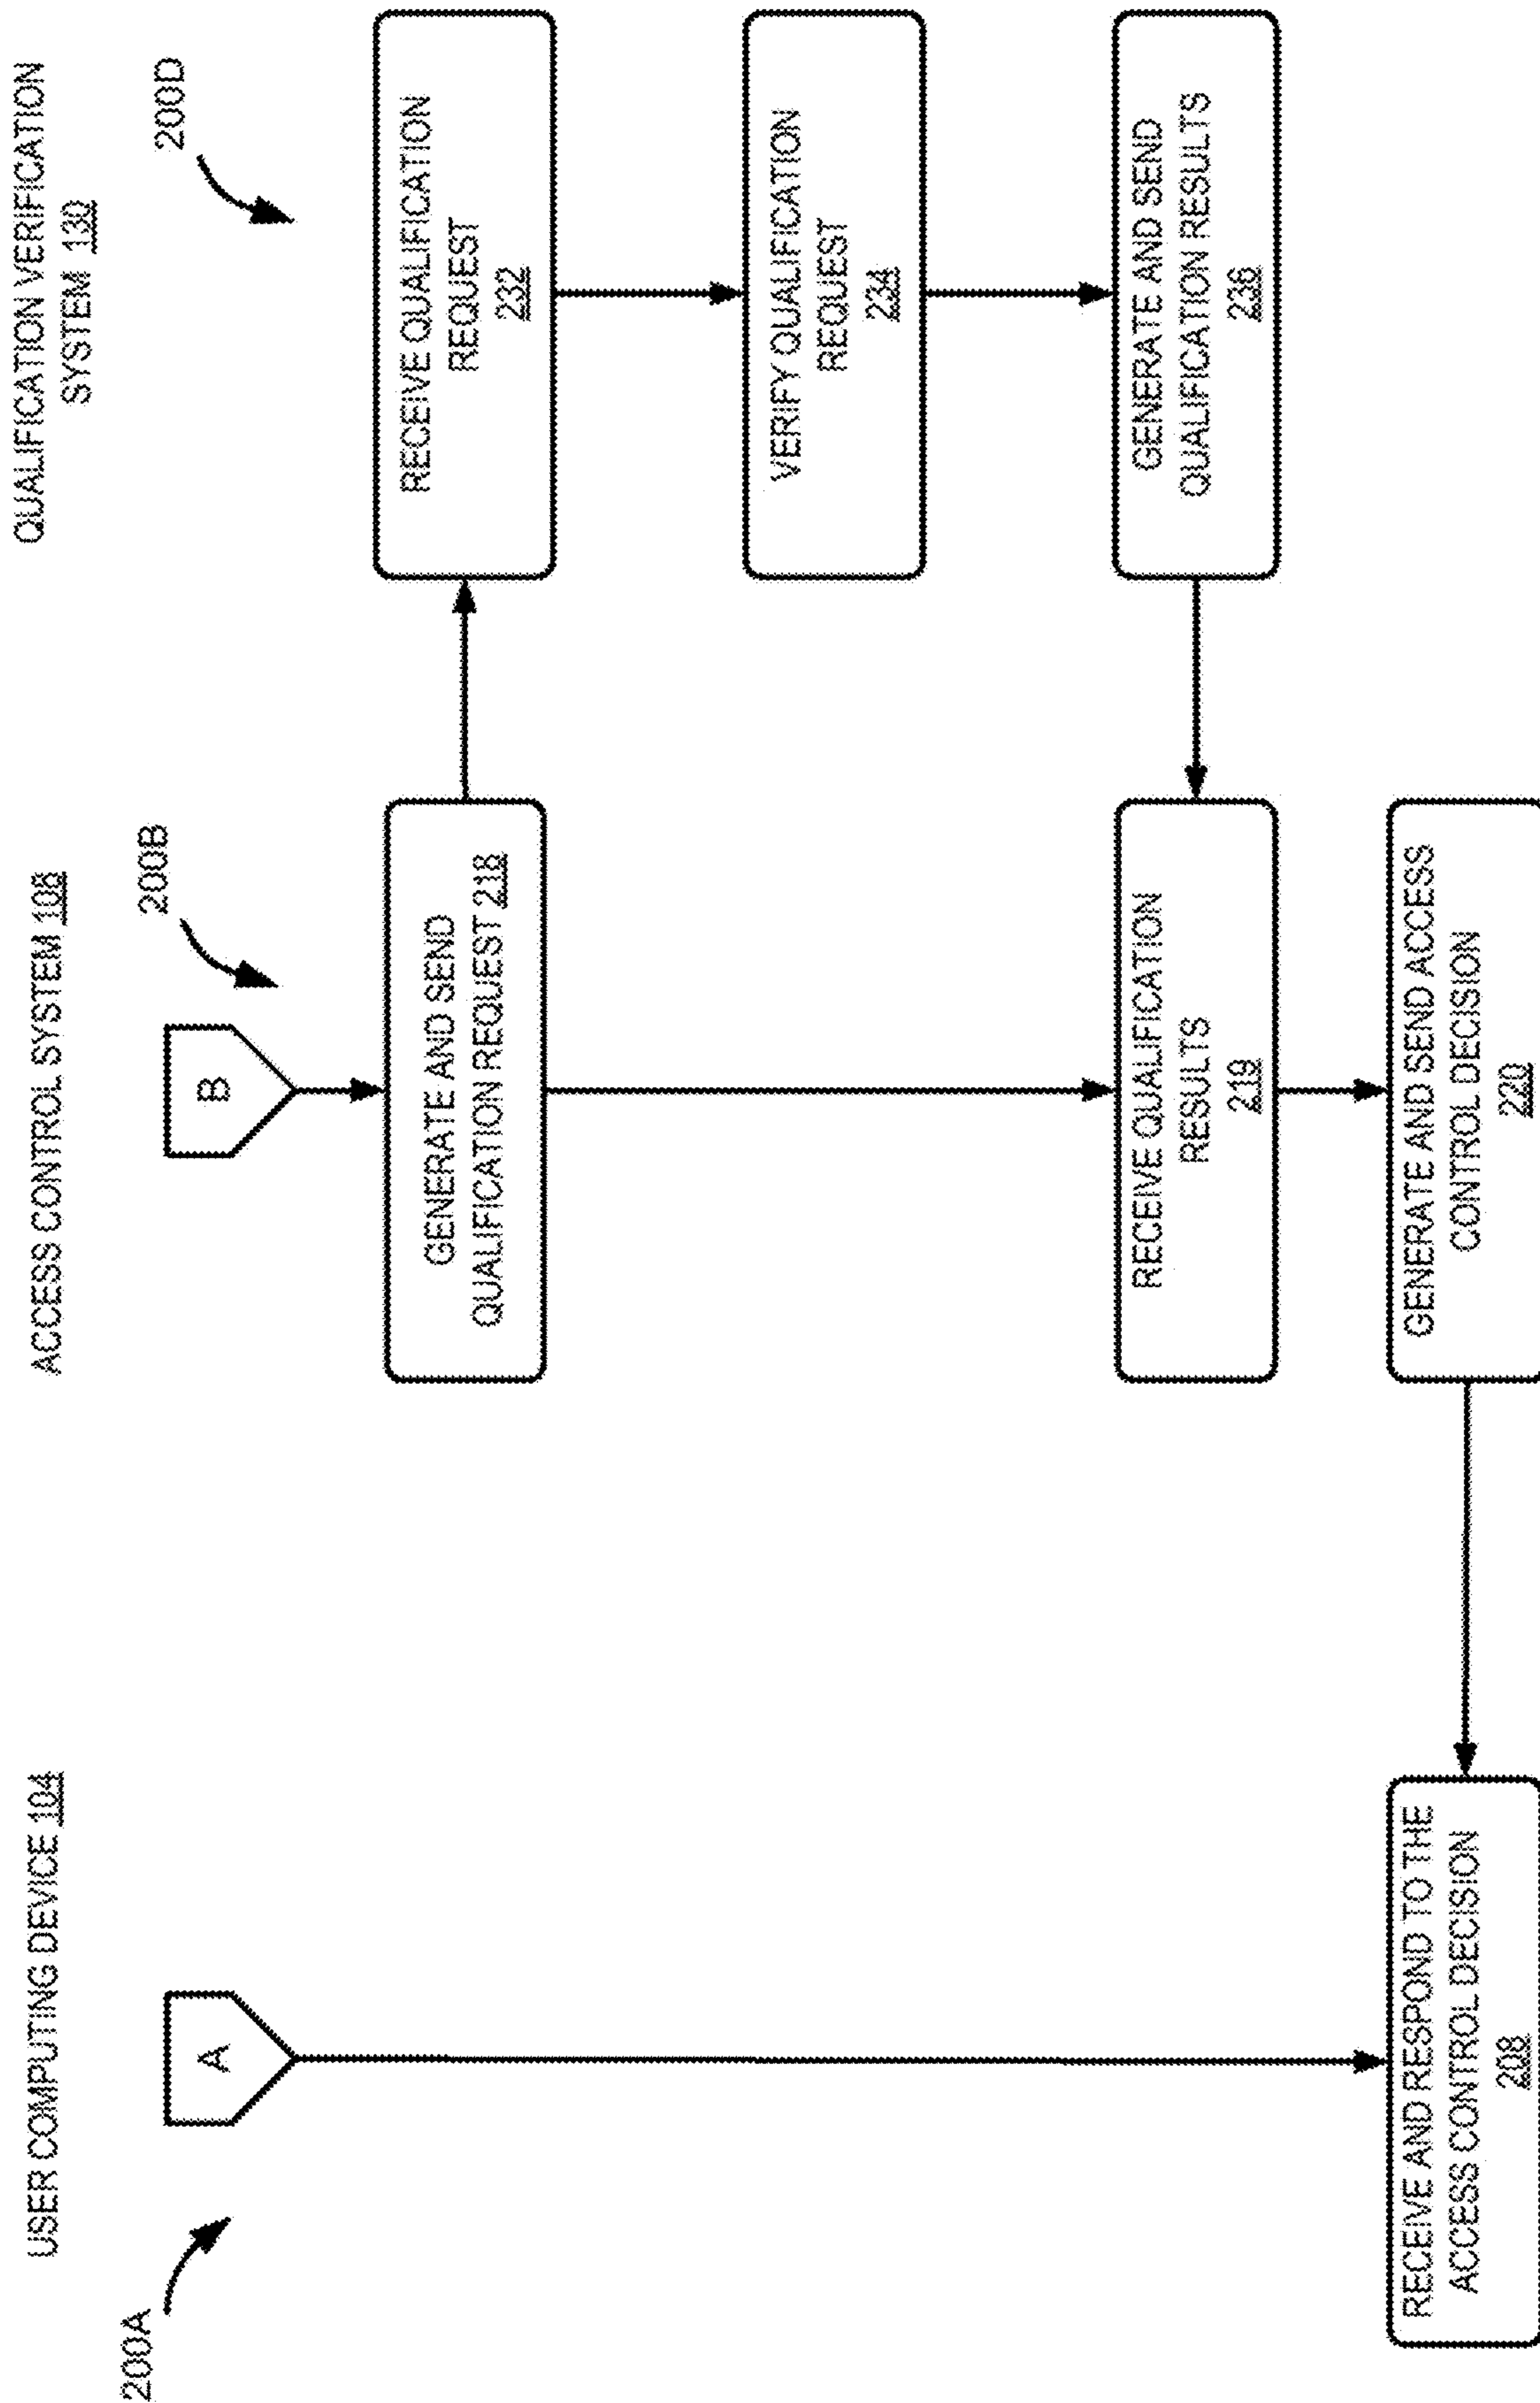 USER COMPUTING DEVICE 104
200A
A
RECEIVE AND RESPOND TO THE
ACCESS CONTROL DECISION
208
ACCESS CONTROL SYSTEM 106
200B
B
GENERATE AND SEND
QUALIFICATION REQUEST 218
RECEIVE QUALIFICATION
RESULTS
219
GENERATE AND SEND ACCESS
CONTROL DECISION
220
QUALIFICATION VERIFICATION
SYSTEM 130
200D
RECEIVE QUALIFICATION
REQUEST
232
VERIFY QUALIFICATION
REQUEST
234
GENERATE AND SEND
QUALIFICATION RESULTS
236